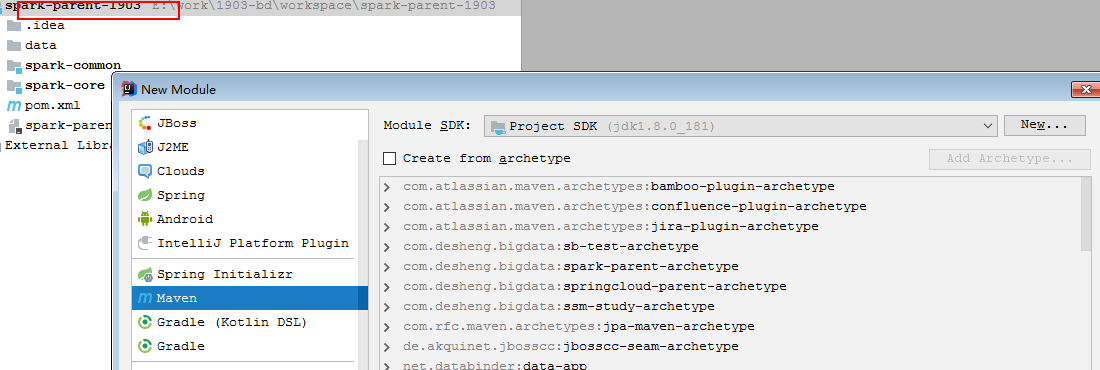 spark-parent-1903 E:\work\1903-bd\workspace\spark-parent-1903
.idea
data
spark-common
spark-core
pom.xml
spark-paren
External Libra
New Module
JBoss
J2ME
Clouds
Spring
Android
IntelliJ Platform Plugin
Spring Initializr
Maven
Gradle (Kotlin DSL)
Gradle
Module SDK: Project SDK (jdk1.8.0_181) New...
Create from archetype Add Archetype...
com.atlassian.maven.archetypes:bamboo-plugin-archetype
com.atlassian.maven.archetypes:confluence-plugin-archetype
com.atlassian.maven.archetypes:jira-plugin-archetype
com.desheng.bigdata:sb-test-archetype
com.desheng.bigdata:spark-parent-archetype
com.desheng.bigdata:springcloud-parent-archetype
com.desheng.bigdata:ssm-study-archetype
com.rfc.maven.archetypes:jpa-maven-archetype
de.akquinet.jbosscc:jbosscc-seam-archetype
net.databinder:data-app